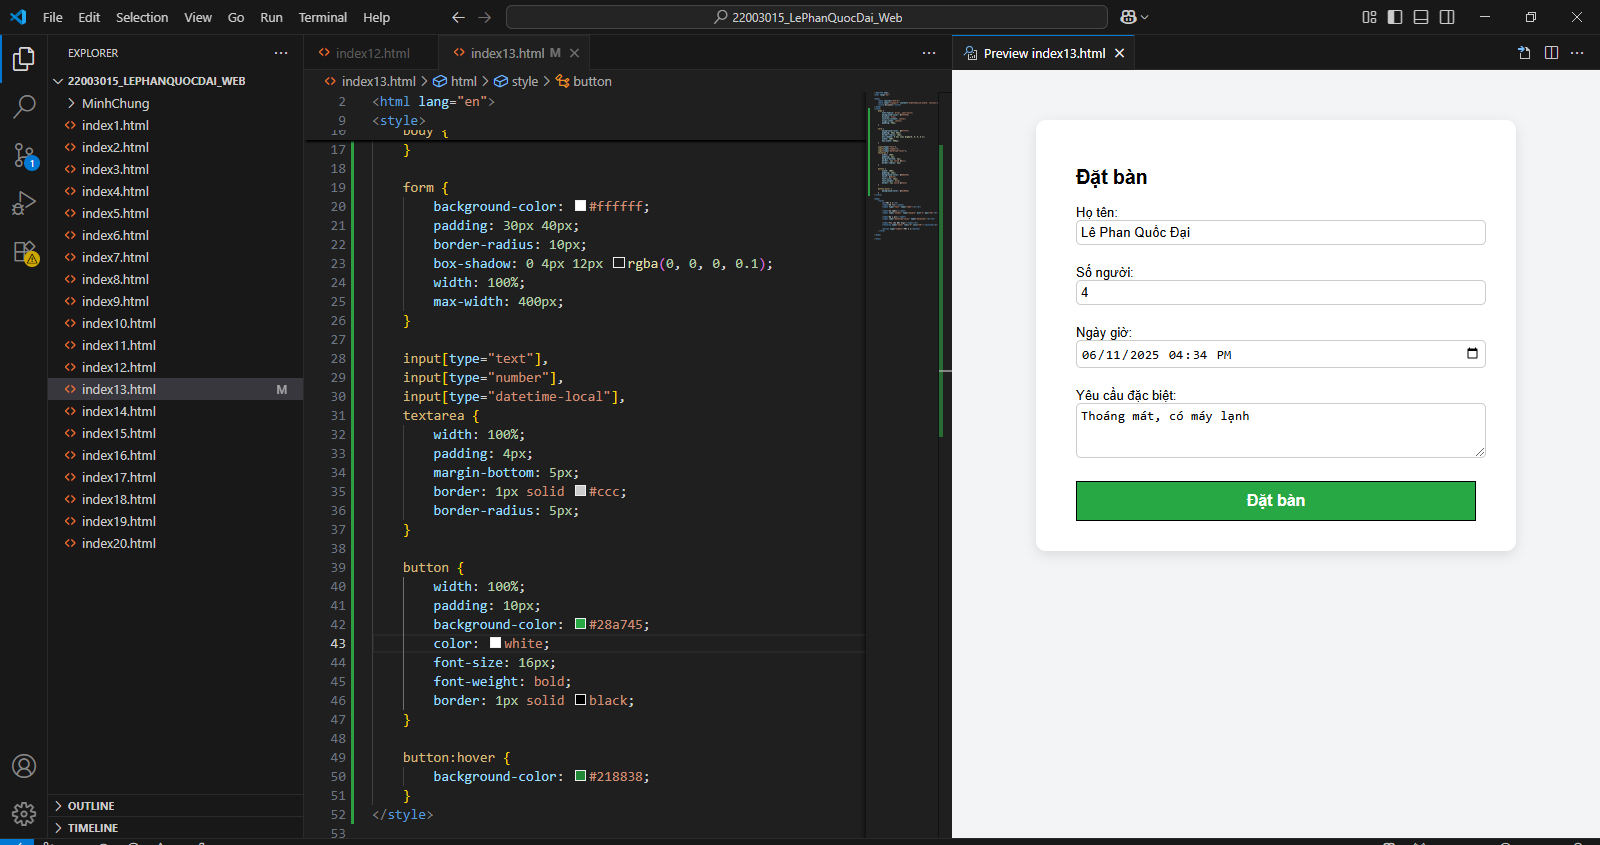 File Edit Selection View Go Run Terminal Help
22003015_LePhanQuocDai_Web
EXPLORER
22003015_LEPHANQUOCDAI_WEB
MinhChung
index1.html
index2.html
index3.html
index4.html
index5.html
index6.html
index7.html
index8.html
index9.html
index10.html
index11.html
index12.html
index13.html M
index14.html
index15.html
index16.html
index17.html
index18.html
index19.html
index20.html
OUTLINE
TIMELINE
index12.html
index13.html M
index13.html > html > style > button
2 <html lang="en">
9 <style>
10 body {
17 }
18
19 form {
20 background-color: #ffffff;
21 padding: 30px 40px;
22 border-radius: 10px;
23 box-shadow: 0 4px 12px rgba(0, 0, 0, 0.1);
24 width: 100%;
25 max-width: 400px;
26 }
27
28 input[type="text"],
29 input[type="number"],
30 input[type="datetime-local"],
31 textarea {
32 width: 100%;
33 padding: 4px;
34 margin-bottom: 5px;
35 border: 1px solid #ccc;
36 border-radius: 5px;
37 }
38
39 button {
40 width: 100%;
41 padding: 10px;
42 background-color: #28a745;
43 color: white;
44 font-size: 16px;
45 font-weight: bold;
46 border: 1px solid black;
47 }
48
49 button:hover {
50 background-color: #218838;
51 }
52 </style>
53
Preview index13.html
Đặt bàn
Họ tên:
Lê Phan Quốc Đại
Số người:
4
Ngày giờ:
06/11/2025 04:34 PM
Yêu cầu đặc biệt:
Thoáng mát, có máy lạnh
Đặt bàn
1